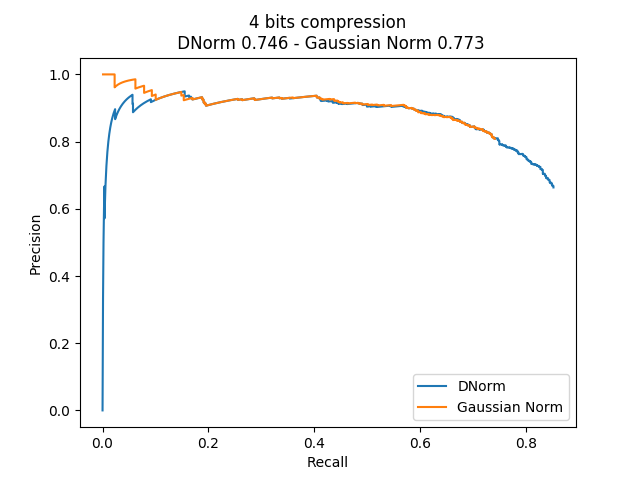 4 bits compression
DNorm 0.746 - Gaussian Norm 0.773
1.0
0.8
0.6
0.4
0.2
0.0
Precision
0.0 0.2 0.4 0.6 0.8
Recall
DNorm
Gaussian Norm